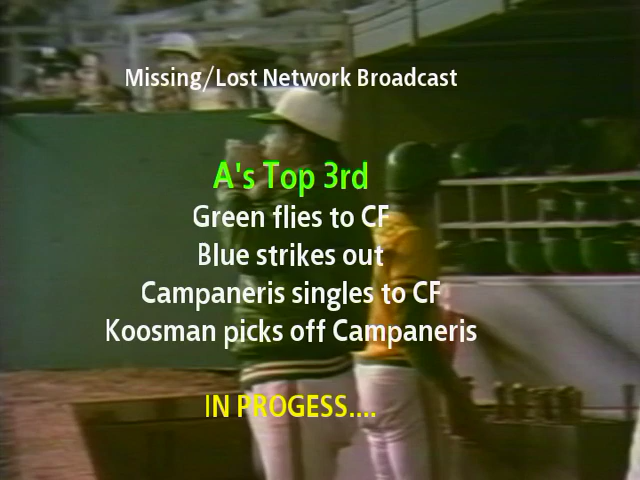 Missing/Lost Network Broadcast
A's Top 3rd
Green flies to CF
Blue strikes out
Campaneris singles to CF
Koosman picks off Campaneris
IN PROGESS....